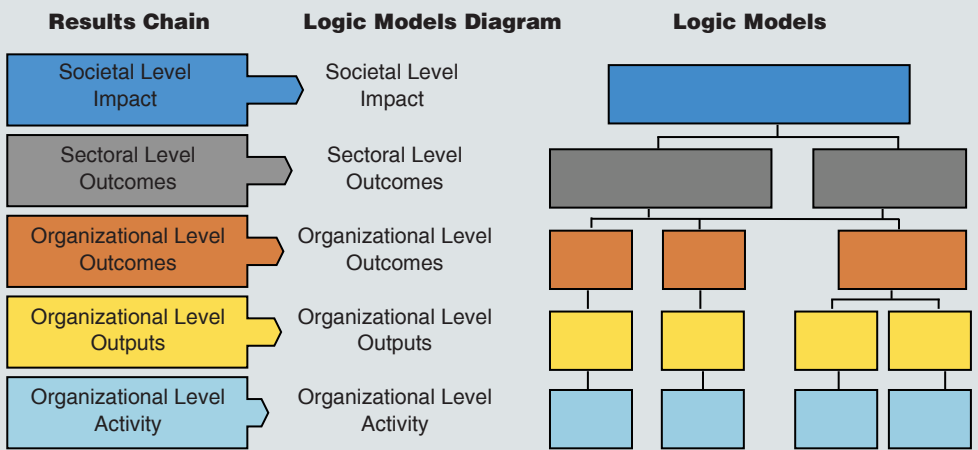 Results Chain
Logic Models Diagram
Logic Models
Societal Level
Impact
Societal Level
Impact
Sectoral Level
Outcomes
Sectoral Level
Outcomes
Organizational Level
Outcomes
Organizational Level
Outcomes
Organizational Level
Outputs
Organizational Level
Outputs
Organizational Level
Activity
Organizational Level
Activity